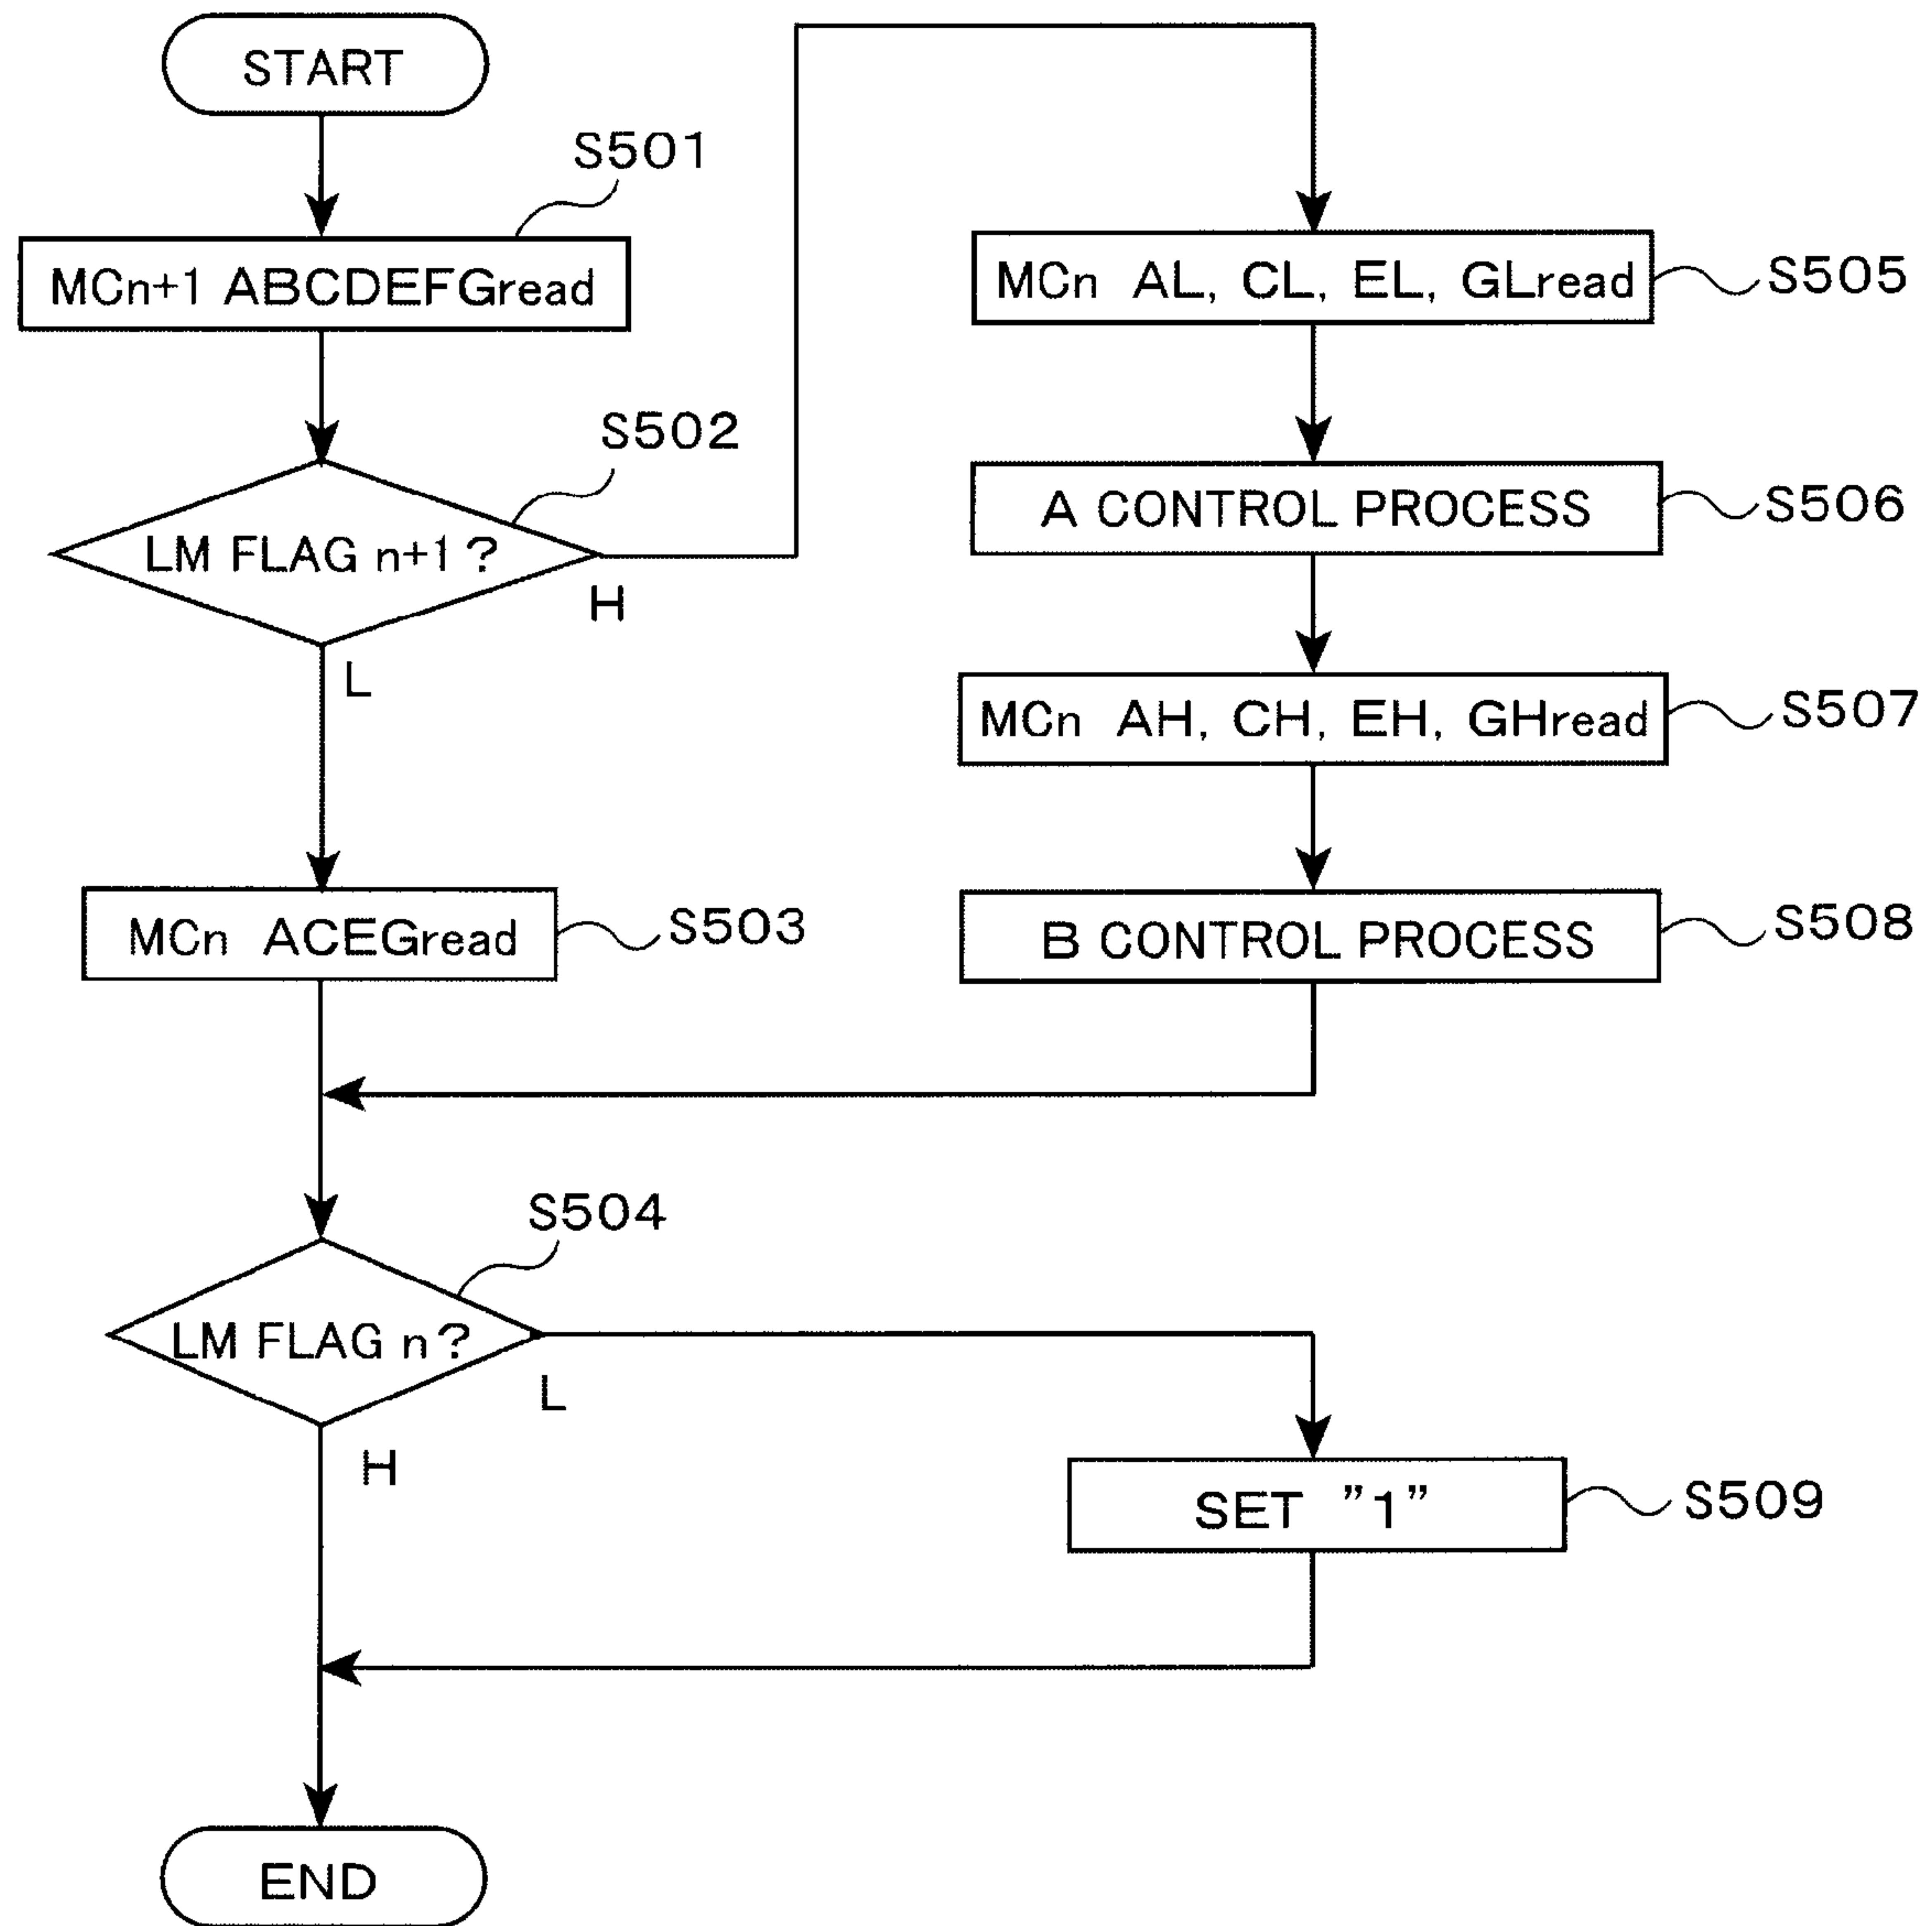 START
S501
MCn+1 ABCDEFGread
S502
LM FLAG n+1 ?
H
L
MCn ACEGread
S503
MCn AL, CL, EL, GLread
S505
A CONTROL PROCESS
S506
MCn AH, CH, EH, GHread
S507
B CONTROL PROCESS
S508
S504
LM FLAG n ?
L
H
SET ”1”
S509
END